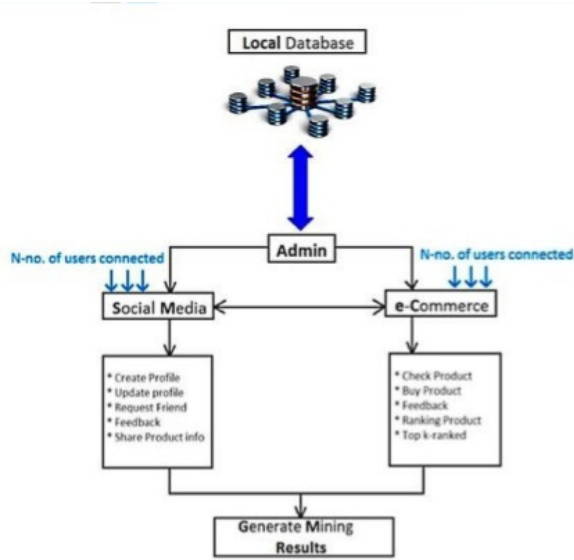 Local Database
Admin
N-no. of users connected
N-no. of users connected
Social Media
e-Commerce
* Create Profile
* Update profile
* Request Friend
* Feedback
* Share Product info
* Check Product
* Buy Product
* Feedback
* Ranking Product
* Top k-ranked
Generate Mining
Results